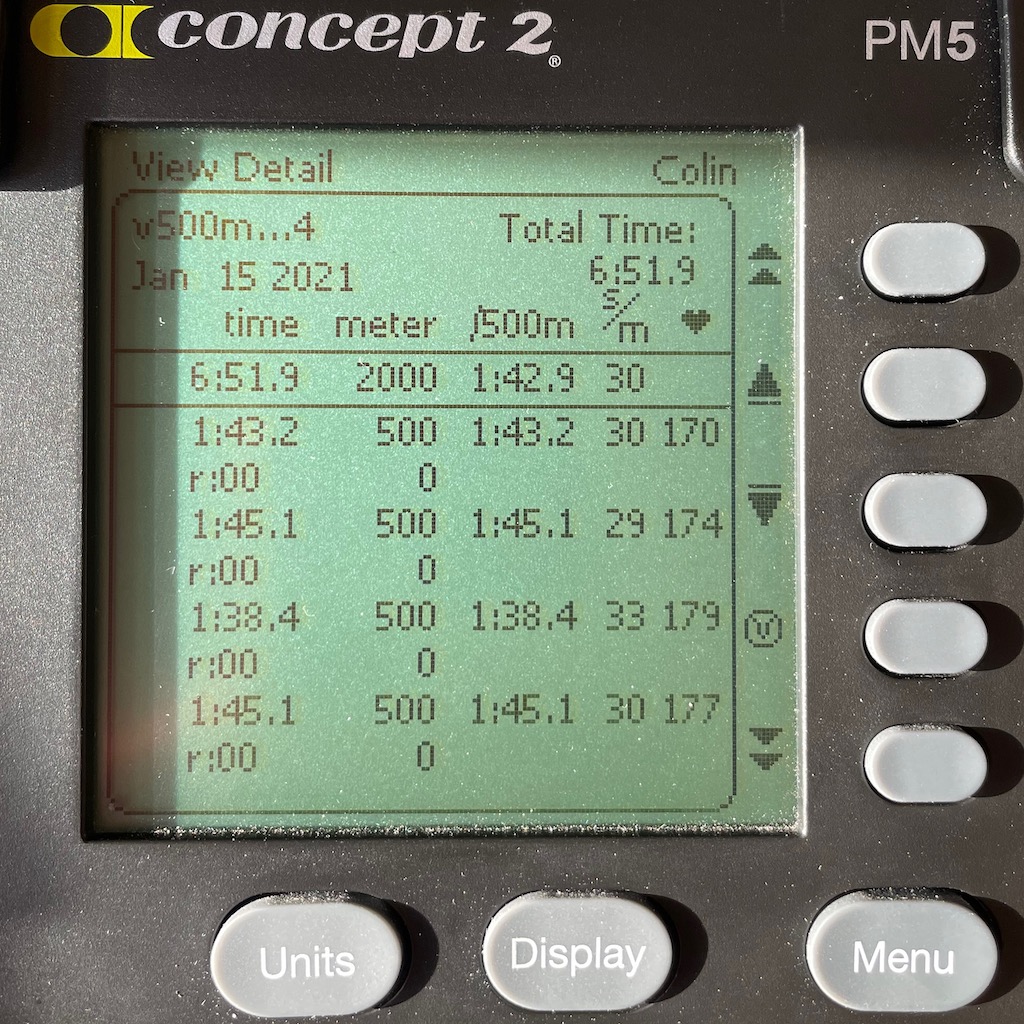 concept 2® PM5
View Detail Colin
v500m...4 Total Time:
Jan 15 2021 6:51.9
time meter /500m s/m ♥
6:51.9 2000 1:42.9 30
1:43.2 500 1:43.2 30 170
r:00 0
1:45.1 500 1:45.1 29 174
r:00 0
1:38.4 500 1:38.4 33 179
r:00 0
1:45.1 500 1:45.1 30 177
r:00 0
Units Display Menu